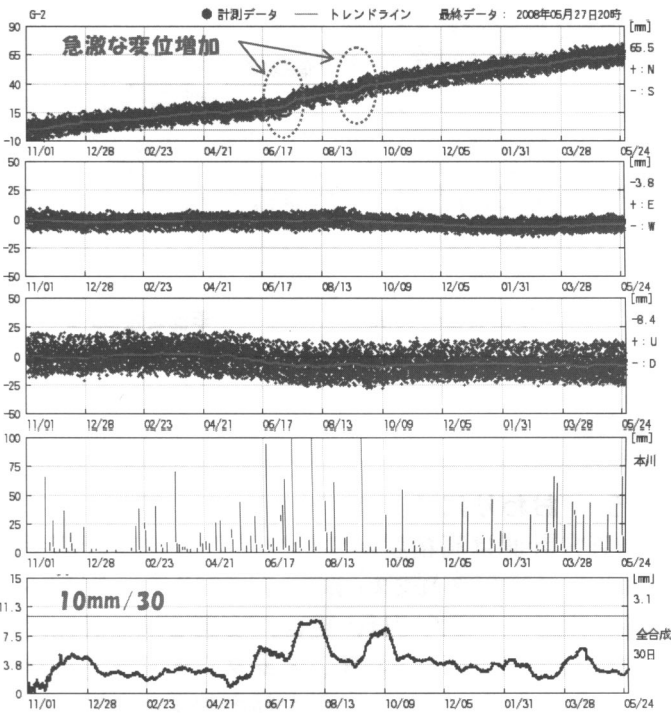 G-2 ● 計測データ ── トレンドライン 最終データ: 2008年05月27日20時
急激な変位増加
90
65
40
15
-10
[mm]
65.5
+:N
-:S
11/01 12/28 02/23 04/21 06/17 08/13 10/09 12/05 01/31 03/28 05/24
50
25
0
-25
-50
[mm]
-3.8
+:E
-:W
11/01 12/28 02/23 04/21 06/17 08/13 10/09 12/05 01/31 03/28 05/24
50
25
0
-25
-50
[mm]
-8.4
+:U
-:D
11/01 12/28 02/23 04/21 06/17 08/13 10/09 12/05 01/31 03/28 05/24
100
75
50
25
0
[mm]
本川
11/01 12/28 02/23 04/21 06/17 08/13 10/09 12/05 01/31 03/28 05/24
10mm/30
15
11.3
7.5
3.8
0
[mm]
3.1
全合成
30日
11/01 12/28 02/23 04/21 06/17 08/13 10/09 12/05 01/31 03/28 05/24